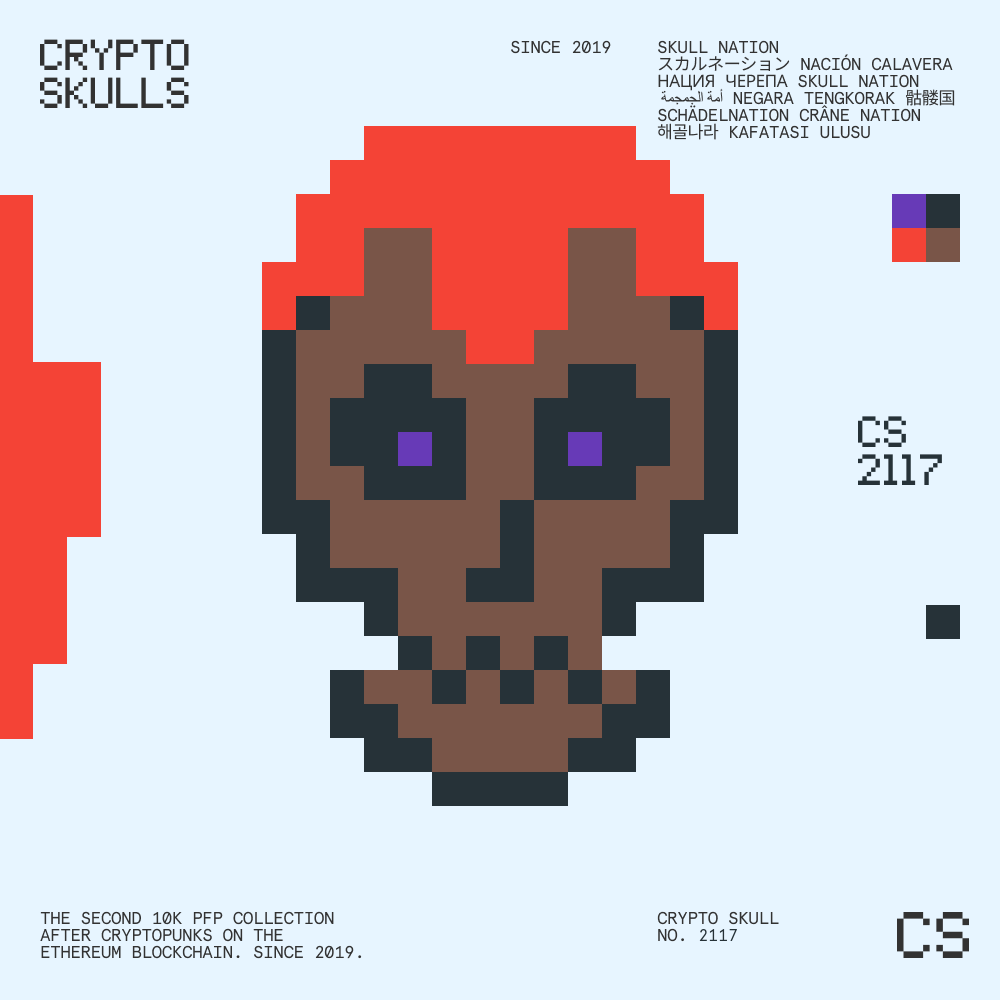 CRYPTO
SKULLS
SINCE 2019
SKULL NATION
スカルネーション NACIÓN CALAVERA
НАЦИЯ ЧЕРЕПА SKULL NATION
أمة الجمجمة NEGARA TENGKORAK 骷髅国
SCHÄDELNATION CRÂNE NATION
해골나라 KAFATASI ULUSU
CS
2117
THE SECOND 10K PFP COLLECTION
AFTER CRYPTOPUNKS ON THE
ETHEREUM BLOCKCHAIN. SINCE 2019.
CRYPTO SKULL
NO. 2117
CS